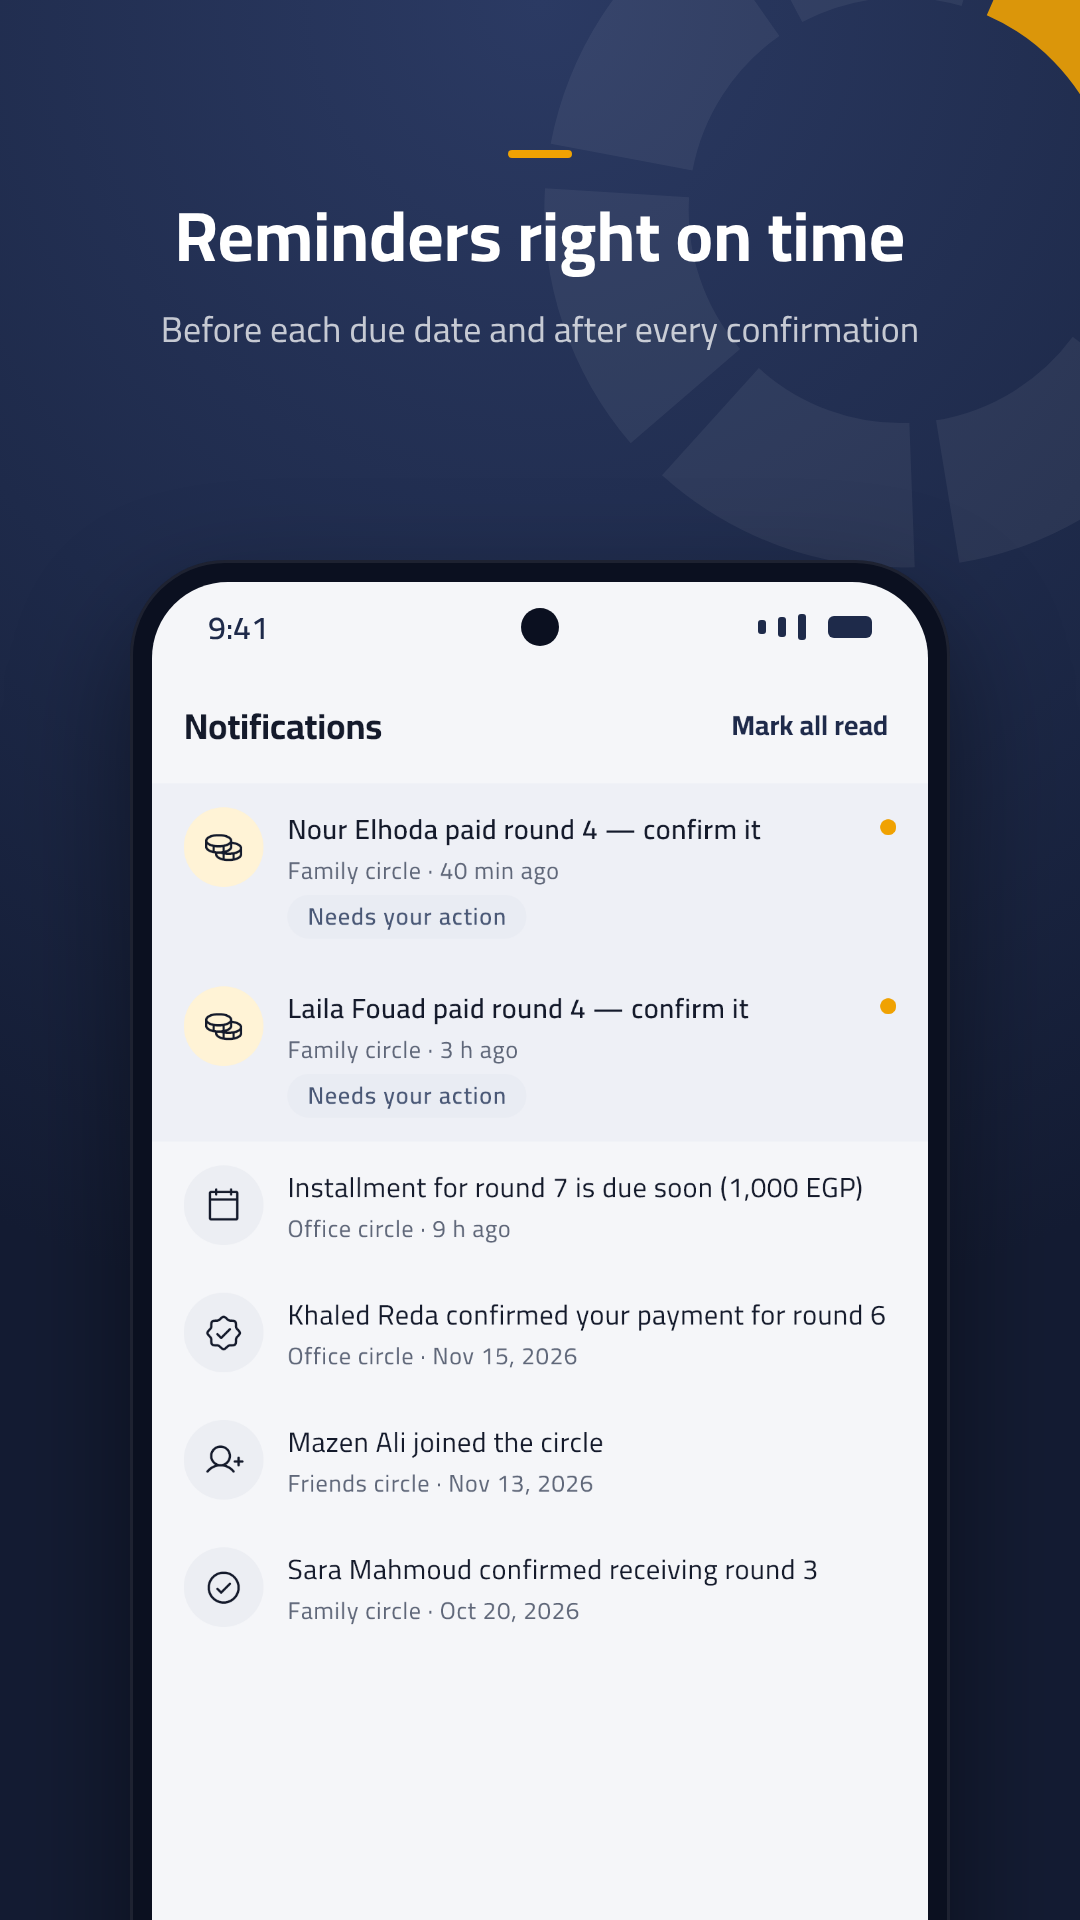 Reminders right on time
Before each due date and after every confirmation
9:41
Notifications
Mark all read
Nour Elhoda paid round 4 — confirm it
Family circle · 40 min ago
Needs your action
Laila Fouad paid round 4 — confirm it
Family circle · 3 h ago
Needs your action
Installment for round 7 is due soon (1,000 EGP)
Office circle · 9 h ago
Khaled Reda confirmed your payment for round 6
Office circle · Nov 15, 2026
Mazen Ali joined the circle
Friends circle · Nov 13, 2026
Sara Mahmoud confirmed receiving round 3
Family circle · Oct 20, 2026